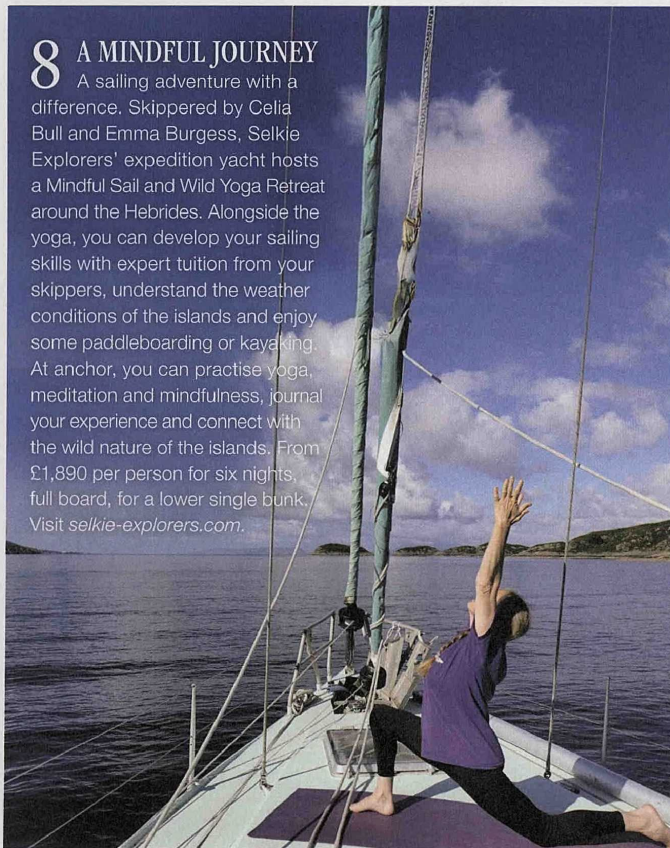 8 A MINDFUL JOURNEY
A sailing adventure with a
difference. Skippered by Celia
Bull and Emma Burgess, Selkie
Explorers' expedition yacht hosts
a Mindful Sail and Wild Yoga Retreat
around the Hebrides. Alongside the
yoga, you can develop your sailing
skills with expert tuition from your
skippers, understand the weather
conditions of the islands and enjoy
some paddleboarding or kayaking.
At anchor, you can practise yoga,
meditation and mindfulness, journal
your experience and connect with
the wild nature of the islands. From
£1,890 per person for six nights,
full board, for a lower single bunk.
Visit selkie-explorers.com.